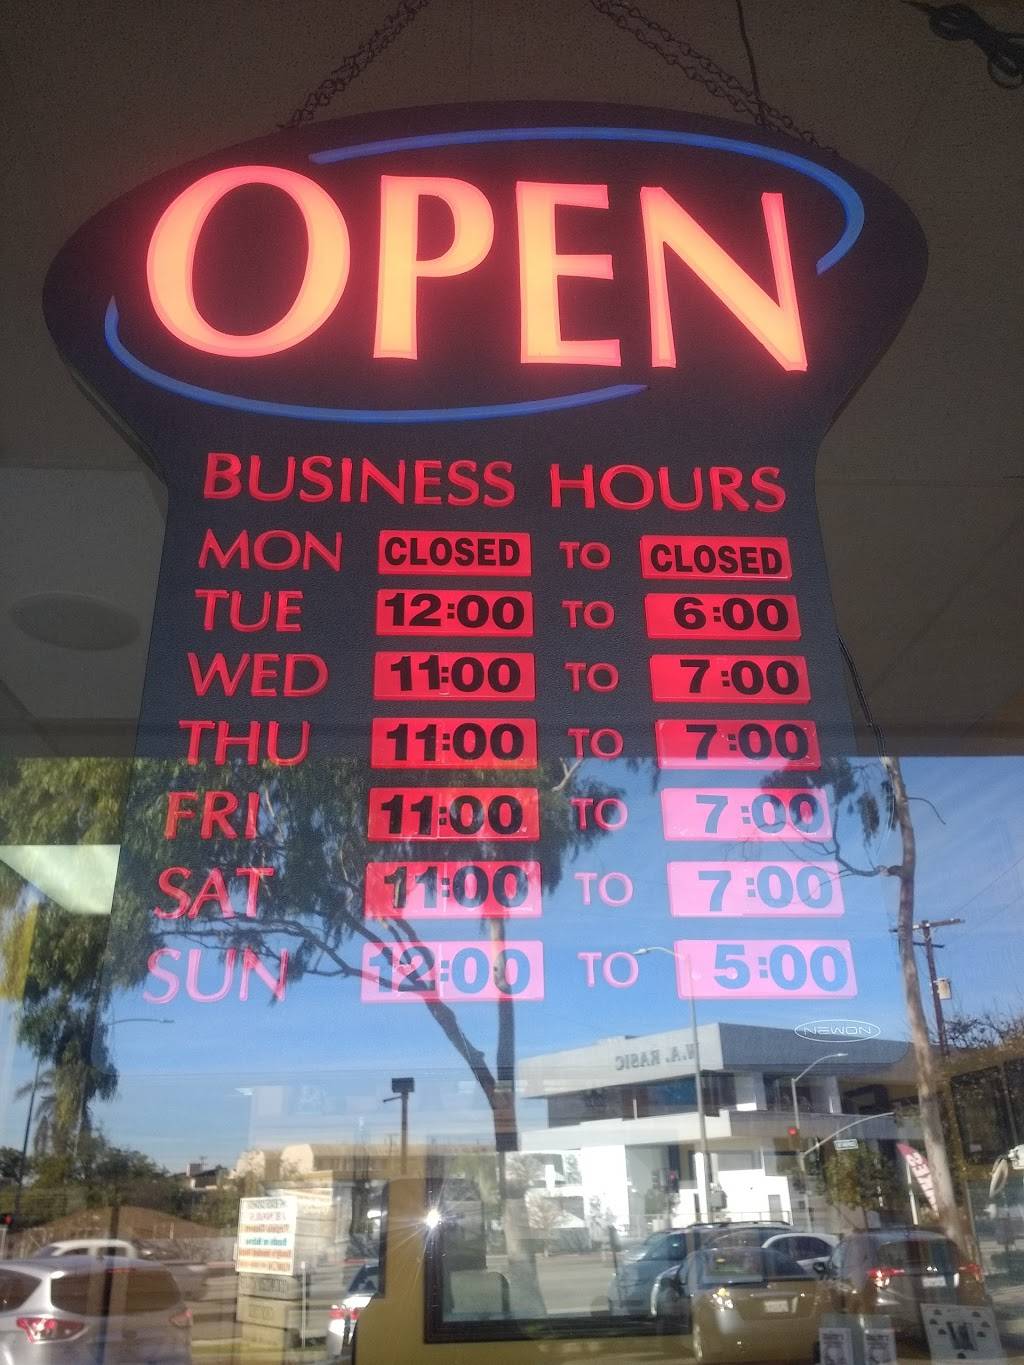 OPEN
BUSINESS HOURS
MON CLOSED TO CLOSED
TUE 12:00 TO 6:00
WED 11:00 TO 7:00
THU 11:00 TO 7:00
FRI 11:00 TO 7:00
SAT 11:00 TO 7:00
SUN 12:00 TO 5:00
NEWON
W.A. RASIC